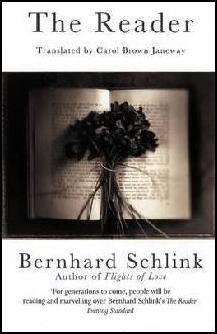 The Reader
Translated by Carol Brown Janeway
Bernhard Schlink
Author of Flights of Love
'For generations to come, people will be
reading and marveling over Bernhard Schlink's The Reader'
Evening Standard